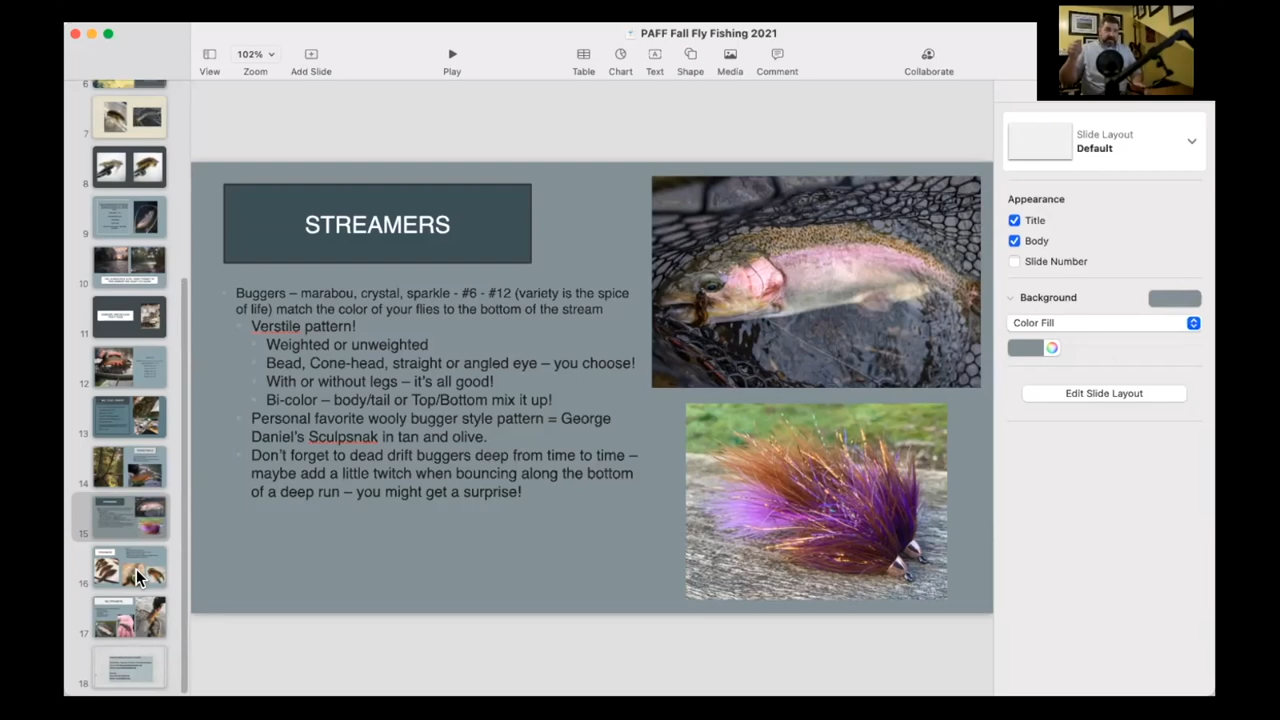 PAFF Fall Fly Fishing 2021
102%
View
Zoom
Add Slide
Play
Table
Chart
Text
Shape
Media
Comment
Collaborate
6
7
8
9
10
11
12
13
14
15
16
17
18
STREAMERS
Buggers – marabou, crystal, sparkle - #6 - #12 (variety is the spice
of life) match the color of your flies to the bottom of the stream
Verstile pattern!
Weighted or unweighted
Bead, Cone-head, straight or angled eye – you choose!
With or without legs – it's all good!
Bi-color – body/tail or Top/Bottom mix it up!
Personal favorite wooly bugger style pattern = George
Daniel's Sculpsnak in tan and olive.
Don't forget to dead drift buggers deep from time to time –
maybe add a little twitch when bouncing along the bottom
of a deep run – you might get a surprise!
Slide Layout
Default
Appearance
Title
Body
Slide Number
Background
Color Fill
Edit Slide Layout